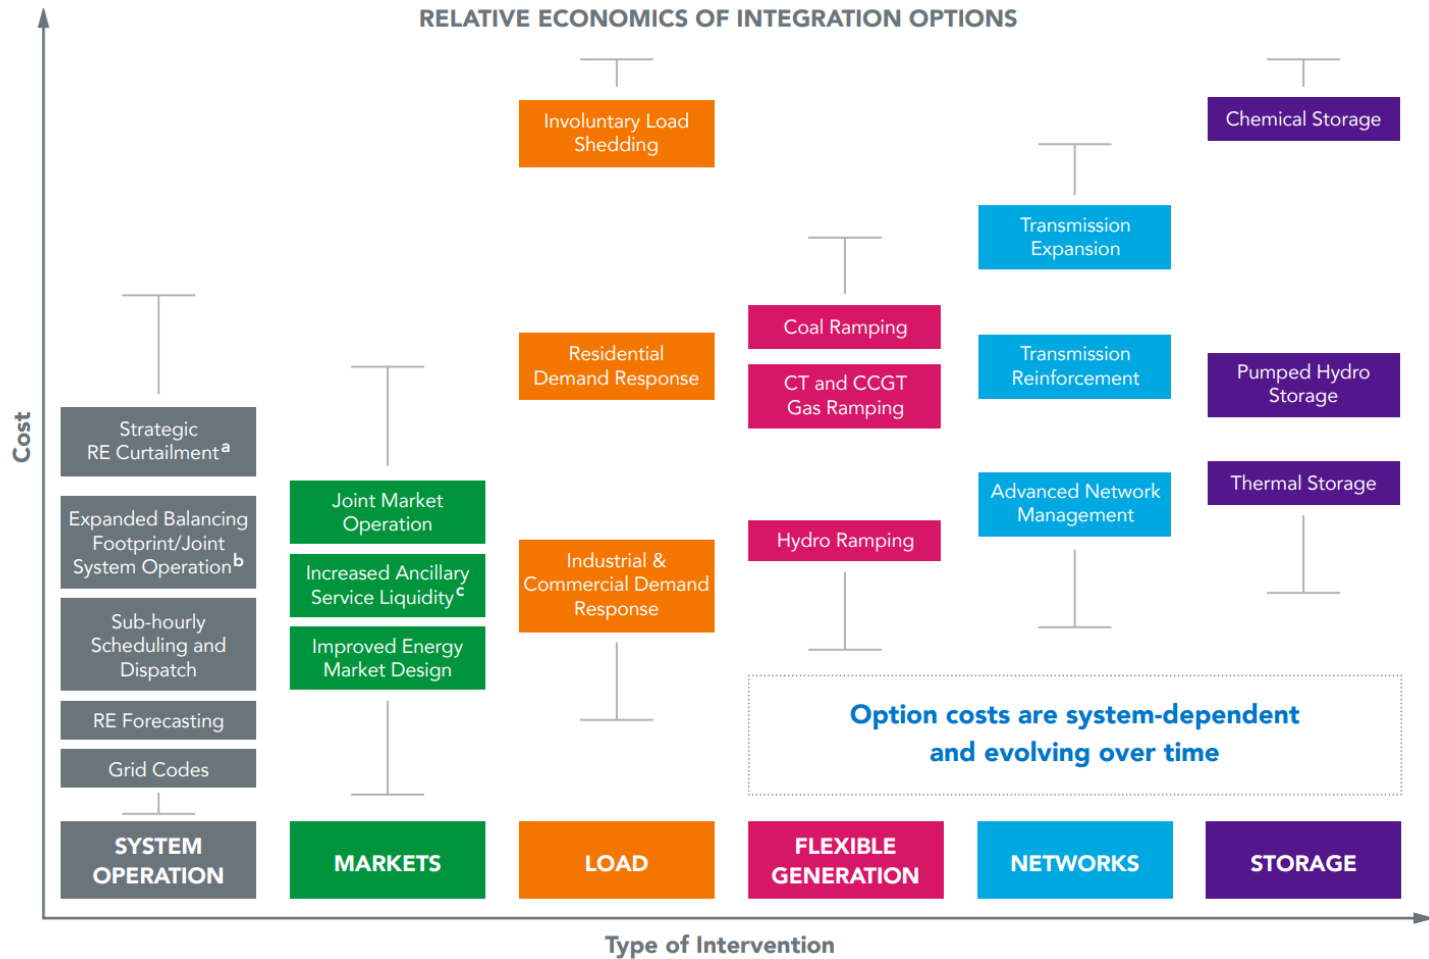 RELATIVE ECONOMICS OF INTEGRATION OPTIONS
Cost
Strategic
RE Curtailmentᵃ
Expanded Balancing
Footprint/Joint
System Operationᵇ
Sub-hourly
Scheduling and
Dispatch
RE Forecasting
Grid Codes
SYSTEM
OPERATION
Joint Market
Operation
Increased Ancillary
Service Liquidityᶜ
Improved Energy
Market Design
MARKETS
Involuntary Load
Shedding
Residential
Demand Response
Industrial &
Commercial Demand
Response
LOAD
Coal Ramping
CT and CCGT
Gas Ramping
Hydro Ramping
FLEXIBLE
GENERATION
Transmission
Expansion
Transmission
Reinforcement
Advanced Network
Management
NETWORKS
Chemical Storage
Pumped Hydro
Storage
Thermal Storage
STORAGE
Option costs are system-dependent
and evolving over time
Type of Intervention